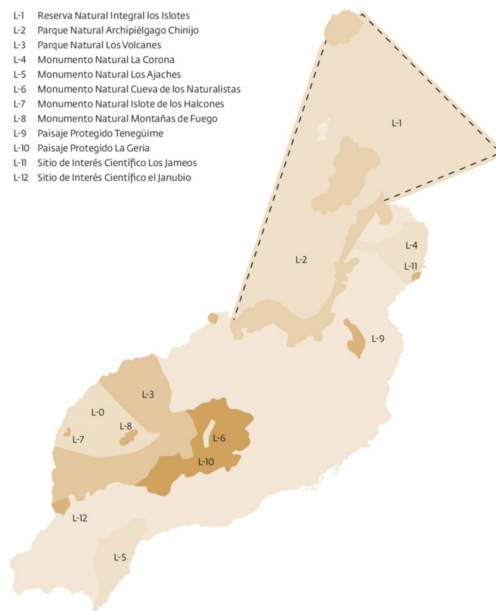 L-1 Reserva Natural Integral los Islotes
L-2 Parque Natural Archipiélgago Chinijo
L-3 Parque Natural Los Volcanes
L-4 Monumento Natural La Corona
L-5 Monumento Natural Los Ajaches
L-6 Monumento Natural Cueva de los Naturalistas
L-7 Monumento Natural Islote de los Halcones
L-8 Monumento Natural Montañas de Fuego
L-9 Paisaje Protegido Tenegüime
L-10 Paisaje Protegido La Geria
L-11 Sitio de Interés Científico Los Jameos
L-12 Sitio de Interés Científico el Janubio
L-1
L-4
L-2
L-11
L-9
L-3
L-0
L-8
L-7
L-6
L-10
L-12
L-5